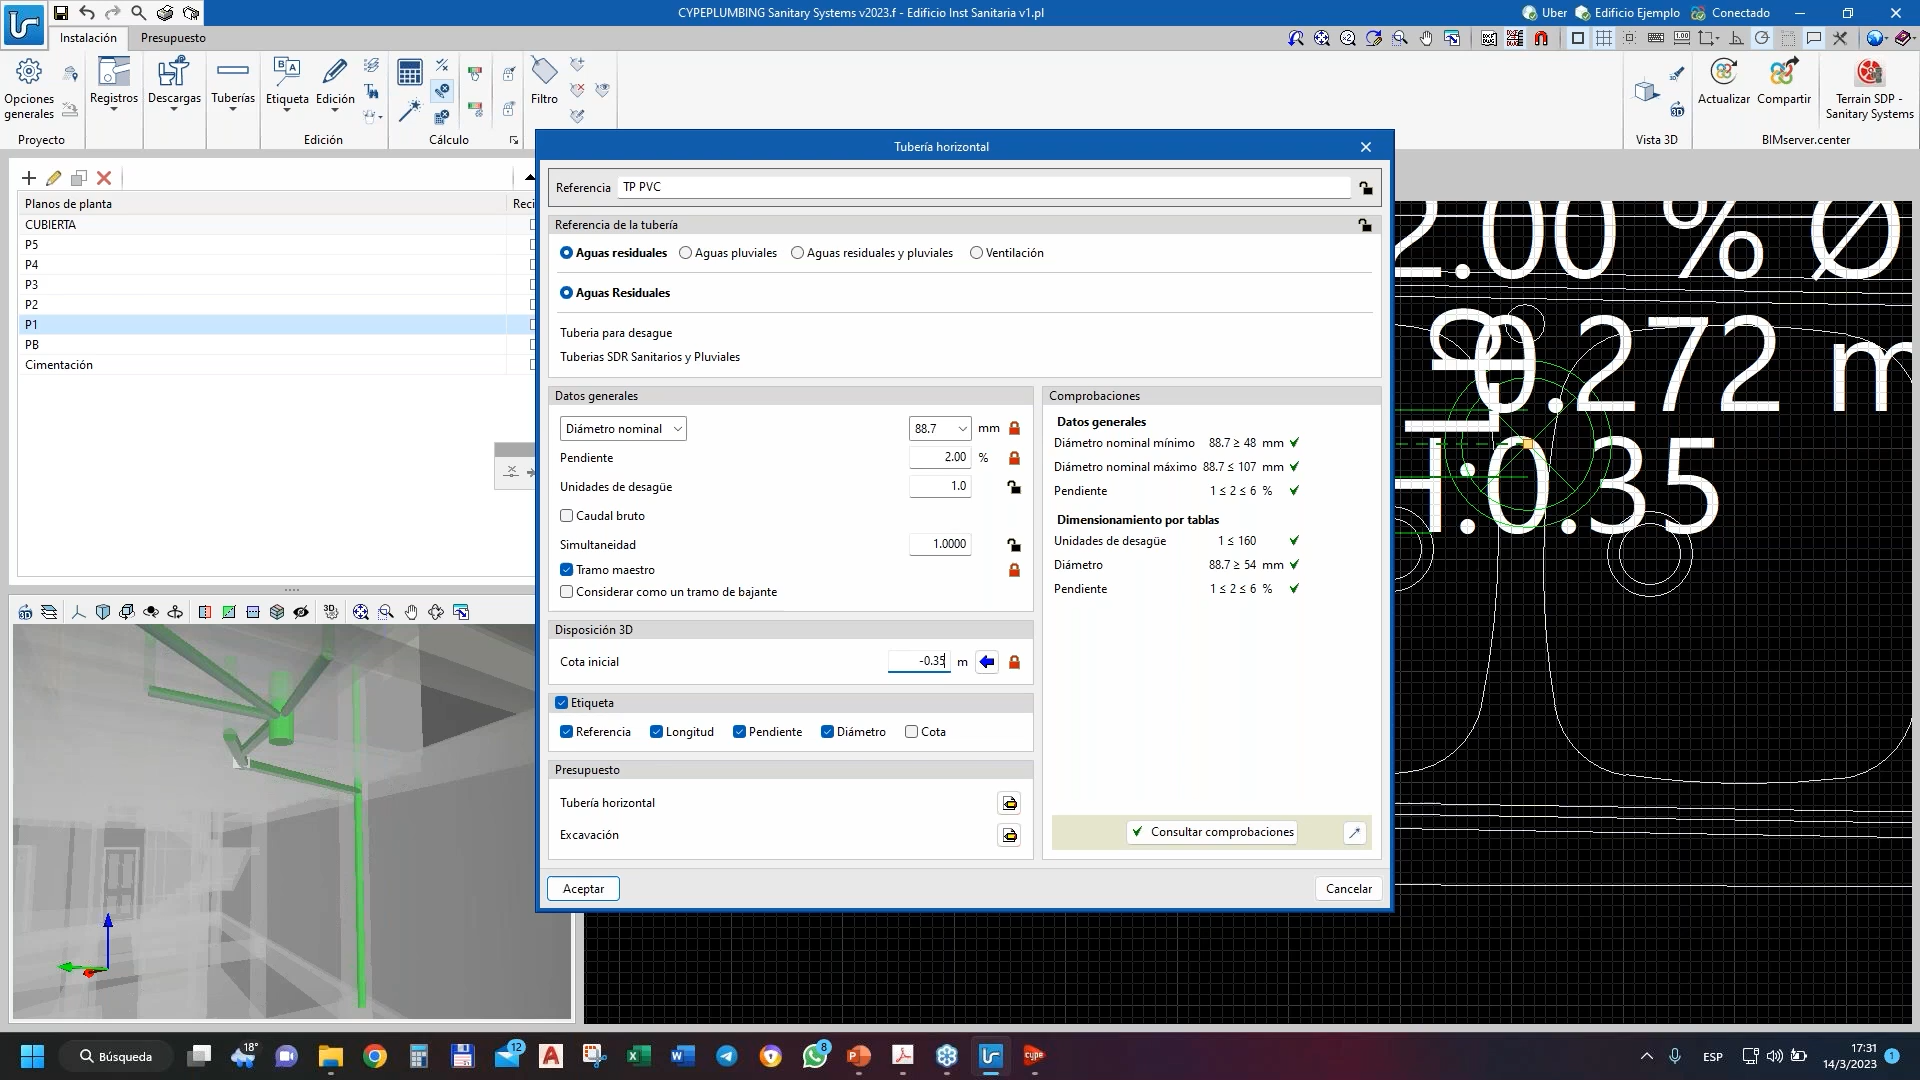 CYPEPLUMBING Sanitary Systems v2023.f - Edificio Inst Sanitaria v1.pl
Uber
Edificio Ejemplo
Conectado
Instalación
Presupuesto
Opciones generales
Registros
Descargas
Tuberías
Etiqueta
Edición
Filtro
Actualizar
Compartir
Terrain SDP - Sanitary Systems
Proyecto
Edición
Cálculo
Vista 3D
BIMserver.center
Planos de planta
Reci
CUBIERTA
P5
P4
P3
P2
P1
PB
Cimentación
Tubería horizontal
Referencia
TP PVC
Referencia de la tubería
Aguas residuales
Aguas pluviales
Aguas residuales y pluviales
Ventilación
Aguas Residuales
Tuberia para desague
Tuberias SDR Sanitarios y Pluviales
Datos generales
Diámetro nominal
88.7
mm
Pendiente
2.00
%
Unidades de desagüe
1.0
Caudal bruto
Simultaneidad
1.0000
Tramo maestro
Considerar como un tramo de bajante
Disposición 3D
Cota inicial
-0.35
m
Etiqueta
Referencia
Longitud
Pendiente
Diámetro
Cota
Presupuesto
Tubería horizontal
Excavación
Comprobaciones
Datos generales
Diámetro nominal mínimo 88.7 ≥ 48 mm
Diámetro nominal máximo 88.7 ≤ 107 mm
Pendiente 1 ≤ 2 ≤ 6 %
Dimensionamiento por tablas
Unidades de desagüe 1 ≤ 160
Diámetro 88.7 ≥ 54 mm
Pendiente 1 ≤ 2 ≤ 6 %
Consultar comprobaciones
Aceptar
Cancelar
2.00 % Ø
0.272 m
H:0.35
Búsqueda
18°
12
8
ESP
17:31
14/3/2023
1